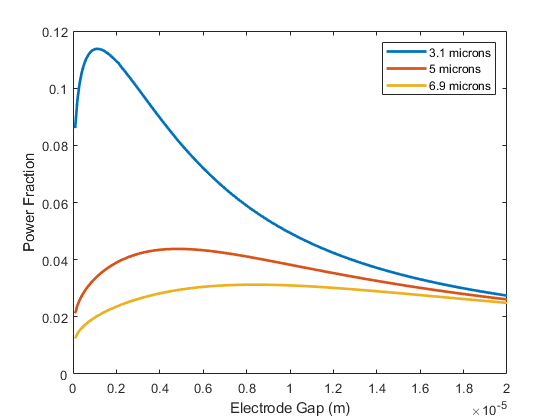 0.12
0.1
0.08
0.06
0.04
0.02
0
Power Fraction
3.1 microns
5 microns
6.9 microns
0 0.2 0.4 0.6 0.8 1 1.2 1.4 1.6 1.8 2
Electrode Gap (m)
×10⁻⁵